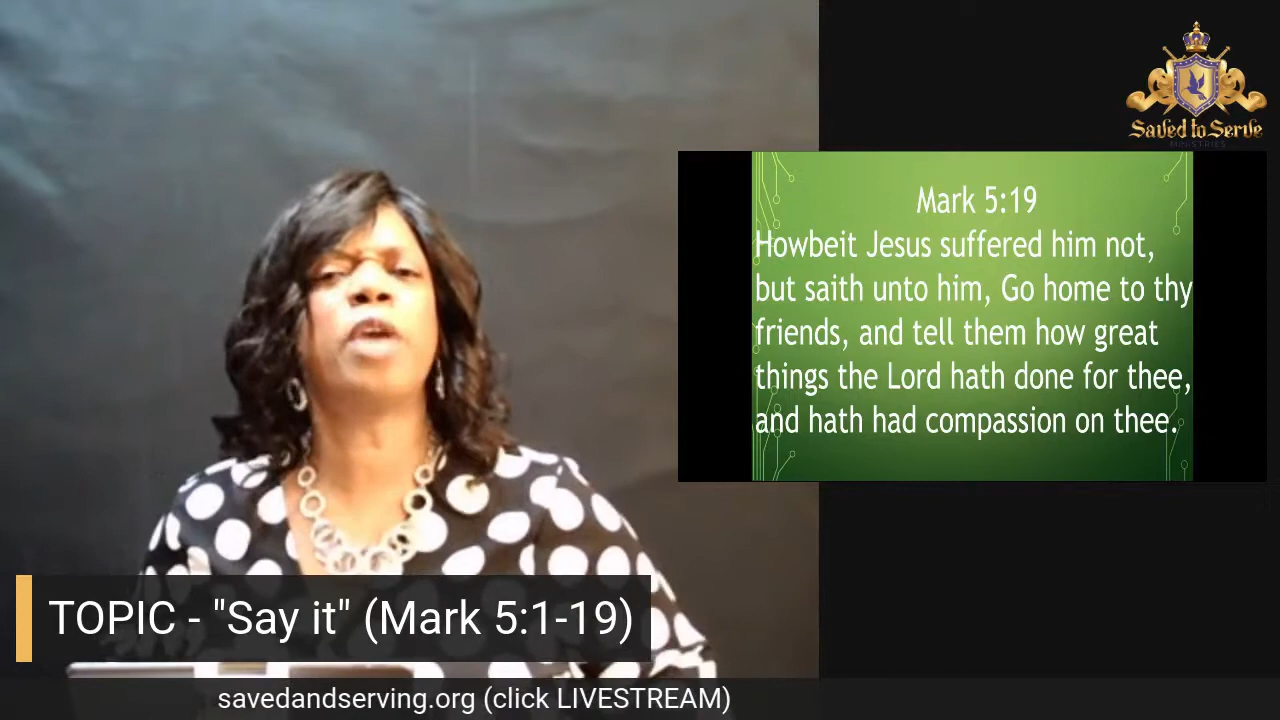 Saved to Serve
MINISTRIES
Mark 5:19
Howbeit Jesus suffered him not,
but saith unto him, Go home to thy
friends, and tell them how great
things the Lord hath done for thee,
and hath had compassion on thee.
TOPIC - "Say it" (Mark 5:1-19)
savedandserving.org (click LIVESTREAM)